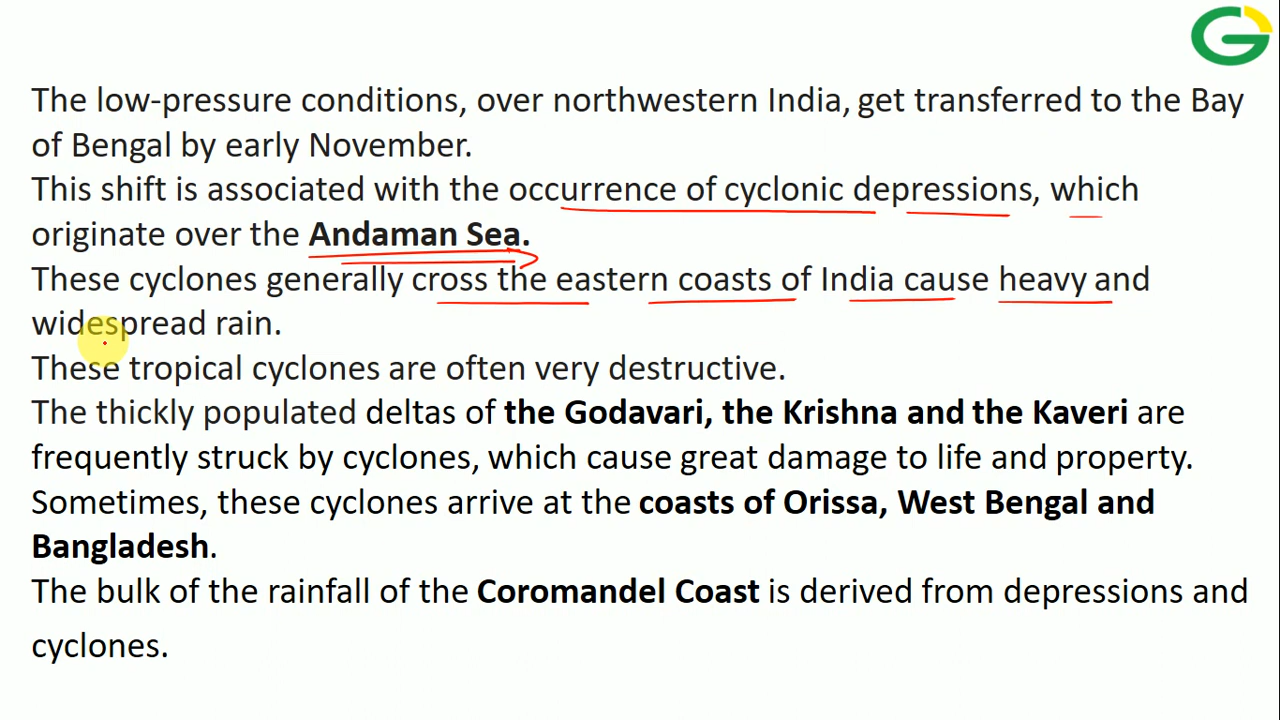 The low-pressure conditions, over northwestern India, get transferred to the Bay
of Bengal by early November.
This shift is associated with the occurrence of cyclonic depressions, which
originate over the Andaman Sea.
These cyclones generally cross the eastern coasts of India cause heavy and
widespread rain.
These tropical cyclones are often very destructive.
The thickly populated deltas of the Godavari, the Krishna and the Kaveri are
frequently struck by cyclones, which cause great damage to life and property.
Sometimes, these cyclones arrive at the coasts of Orissa, West Bengal and
Bangladesh.
The bulk of the rainfall of the Coromandel Coast is derived from depressions and
cyclones.